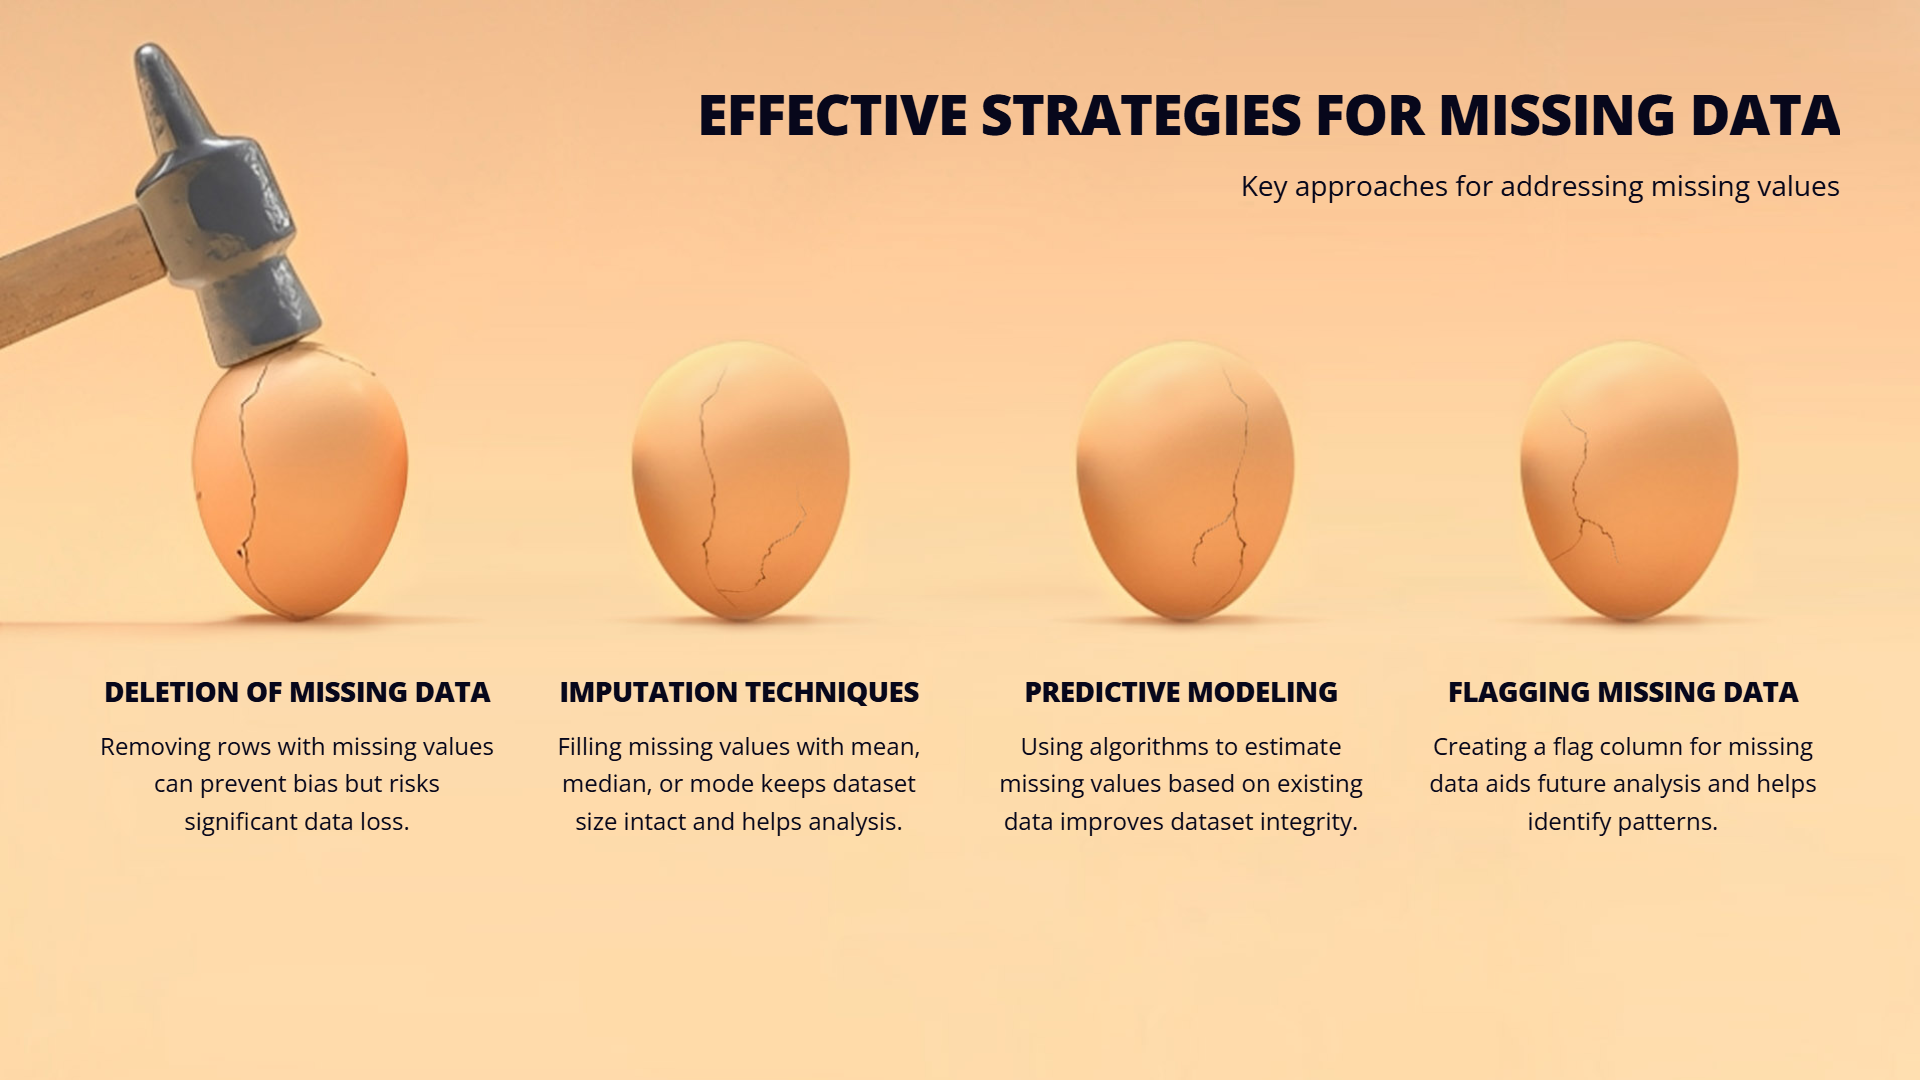 EFFECTIVE STRATEGIES FOR MISSING DATA
Key approaches for addressing missing values
DELETION OF MISSING DATA
Removing rows with missing values
can prevent bias but risks
significant data loss.
IMPUTATION TECHNIQUES
Filling missing values with mean,
median, or mode keeps dataset
size intact and helps analysis.
PREDICTIVE MODELING
Using algorithms to estimate
missing values based on existing
data improves dataset integrity.
FLAGGING MISSING DATA
Creating a flag column for missing
data aids future analysis and helps
identify patterns.